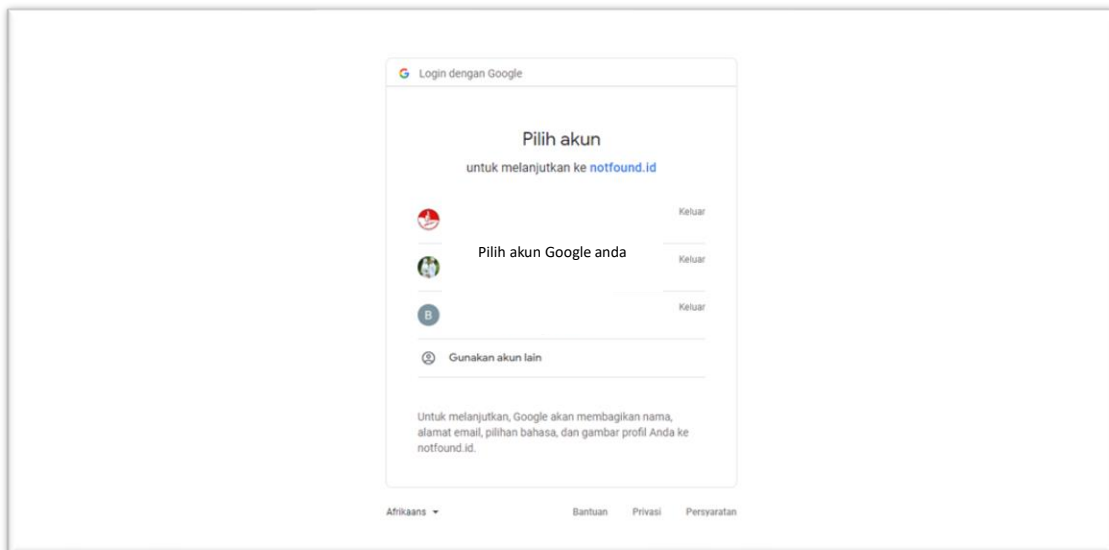 Login dengan Google
Pilih akun
untuk melanjutkan ke notfound.id
Keluar
Pilih akun Google anda
Keluar
B
Keluar
Gunakan akun lain
Untuk melanjutkan, Google akan membagikan nama,
alamat email, pilihan bahasa, dan gambar profil Anda ke
notfound.id.
Afrikaans
Bantuan Privasi Persyaratan